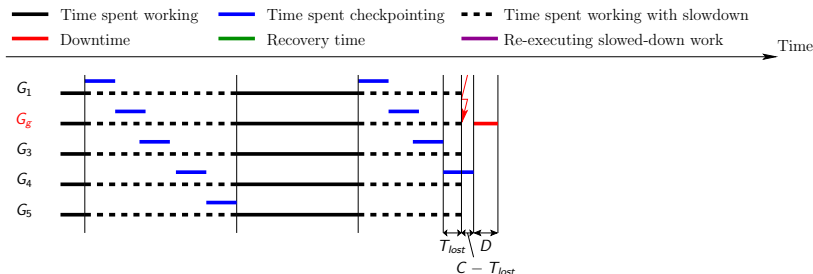 Time spent working Time spent checkpointing Time spent working with slowdown
Downtime Recovery time Re-executing slowed-down work
Time
G1
Gg
G3
G4
G5
Tlost D
C − Tlost